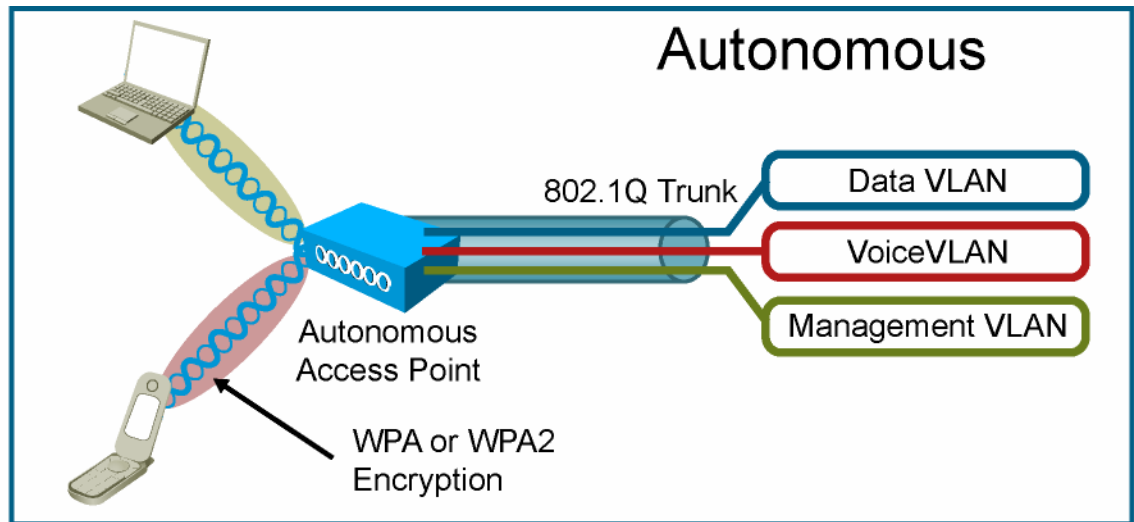 Autonomous
802.1Q Trunk
Data VLAN
VoiceVLAN
Management VLAN
Autonomous
Access Point
WPA or WPA2
Encryption